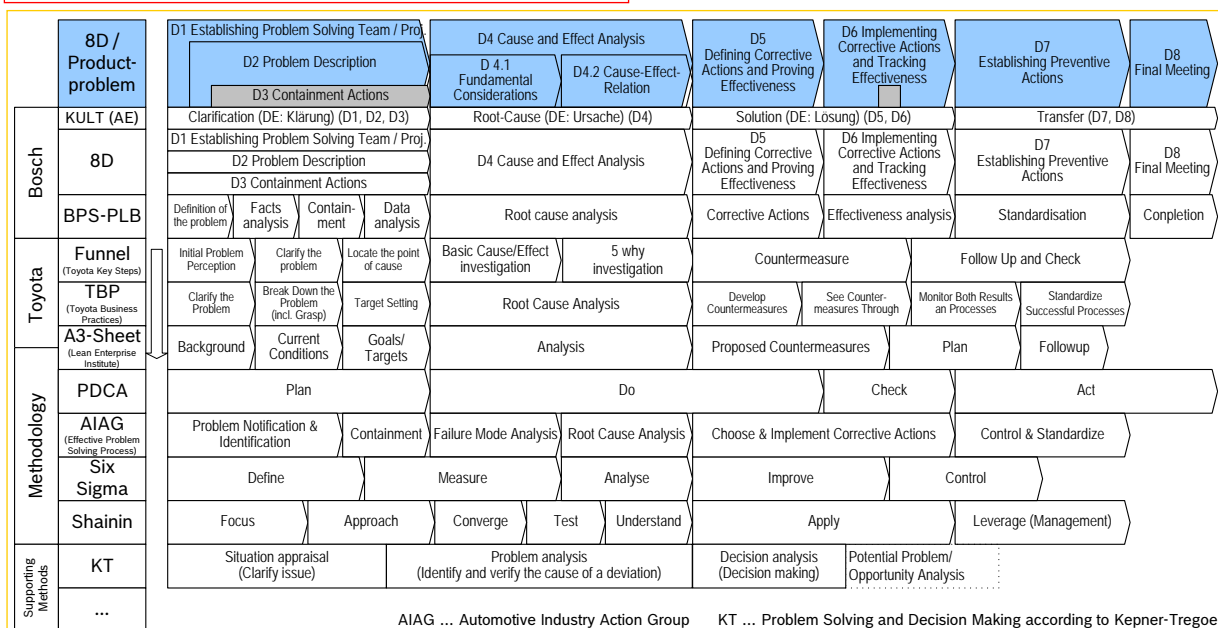 8D /
Product-
problem
D1 Establishing Problem Solving Team / Proj.
D2 Problem Description
D3 Containment Actions
D4 Cause and Effect Analysis
D 4.1
Fundamental
Considerations
D4.2 Cause-Effect-
Relation
D5
Defining Corrective
Actions and Proving
Effectiveness
D6 Implementing
Corrective Actions
and Tracking
Effectiveness
D7
Establishing Preventive
Actions
D8
Final Meeting
Bosch
KULT (AE)
Clarification (DE: Klärung) (D1, D2, D3)
Root-Cause (DE: Ursache) (D4)
Solution (DE: Lösung) (D5, D6)
Transfer (D7, D8)
8D
D1 Establishing Problem Solving Team / Proj.
D2 Problem Description
D3 Containment Actions
D4 Cause and Effect Analysis
D5
Defining Corrective
Actions and Proving
Effectiveness
D6 Implementing
Corrective Actions
and Tracking
Effectiveness
D7
Establishing Preventive
Actions
D8
Final Meeting
BPS-PLB
Definition of
the problem
Facts
analysis
Contain-
ment
Data
analysis
Root cause analysis
Corrective Actions
Effectiveness analysis
Standardisation
Completion
Toyota
Funnel
(Toyota Key Steps)
Initial Problem
Perception
Clarify the
problem
Locate the point
of cause
Basic Cause/Effect
investigation
5 why
investigation
Countermeasure
Follow Up and Check
TBP
(Toyota Business
Practices)
Clarify the
Problem
Break Down the
Problem
(incl. Grasp)
Target Setting
Root Cause Analysis
Develop
Countermeasures
See Counter-
measures Through
Monitor Both Results
an Processes
Standardize
Successful Processes
A3-Sheet
(Lean Enterprise
Institute)
Background
Current
Conditions
Goals/
Targets
Analysis
Proposed Countermeasures
Plan
Followup
Methodology
PDCA
Plan
Do
Check
Act
AIAG
(Effective Problem
Solving Process)
Problem Notification &
Identification
Containment
Failure Mode Analysis
Root Cause Analysis
Choose & Implement Corrective Actions
Control & Standardize
Six
Sigma
Define
Measure
Analyse
Improve
Control
Shainin
Focus
Approach
Converge
Test
Understand
Apply
Leverage (Management)
Supporting
Methods
KT
Situation appraisal
(Clarify issue)
Problem analysis
(Identify and verify the cause of a deviation)
Decision analysis
(Decision making)
Potential Problem/
Opportunity Analysis
...
AIAG ... Automotive Industry Action Group
KT ... Problem Solving and Decision Making according to Kepner-Tregoe